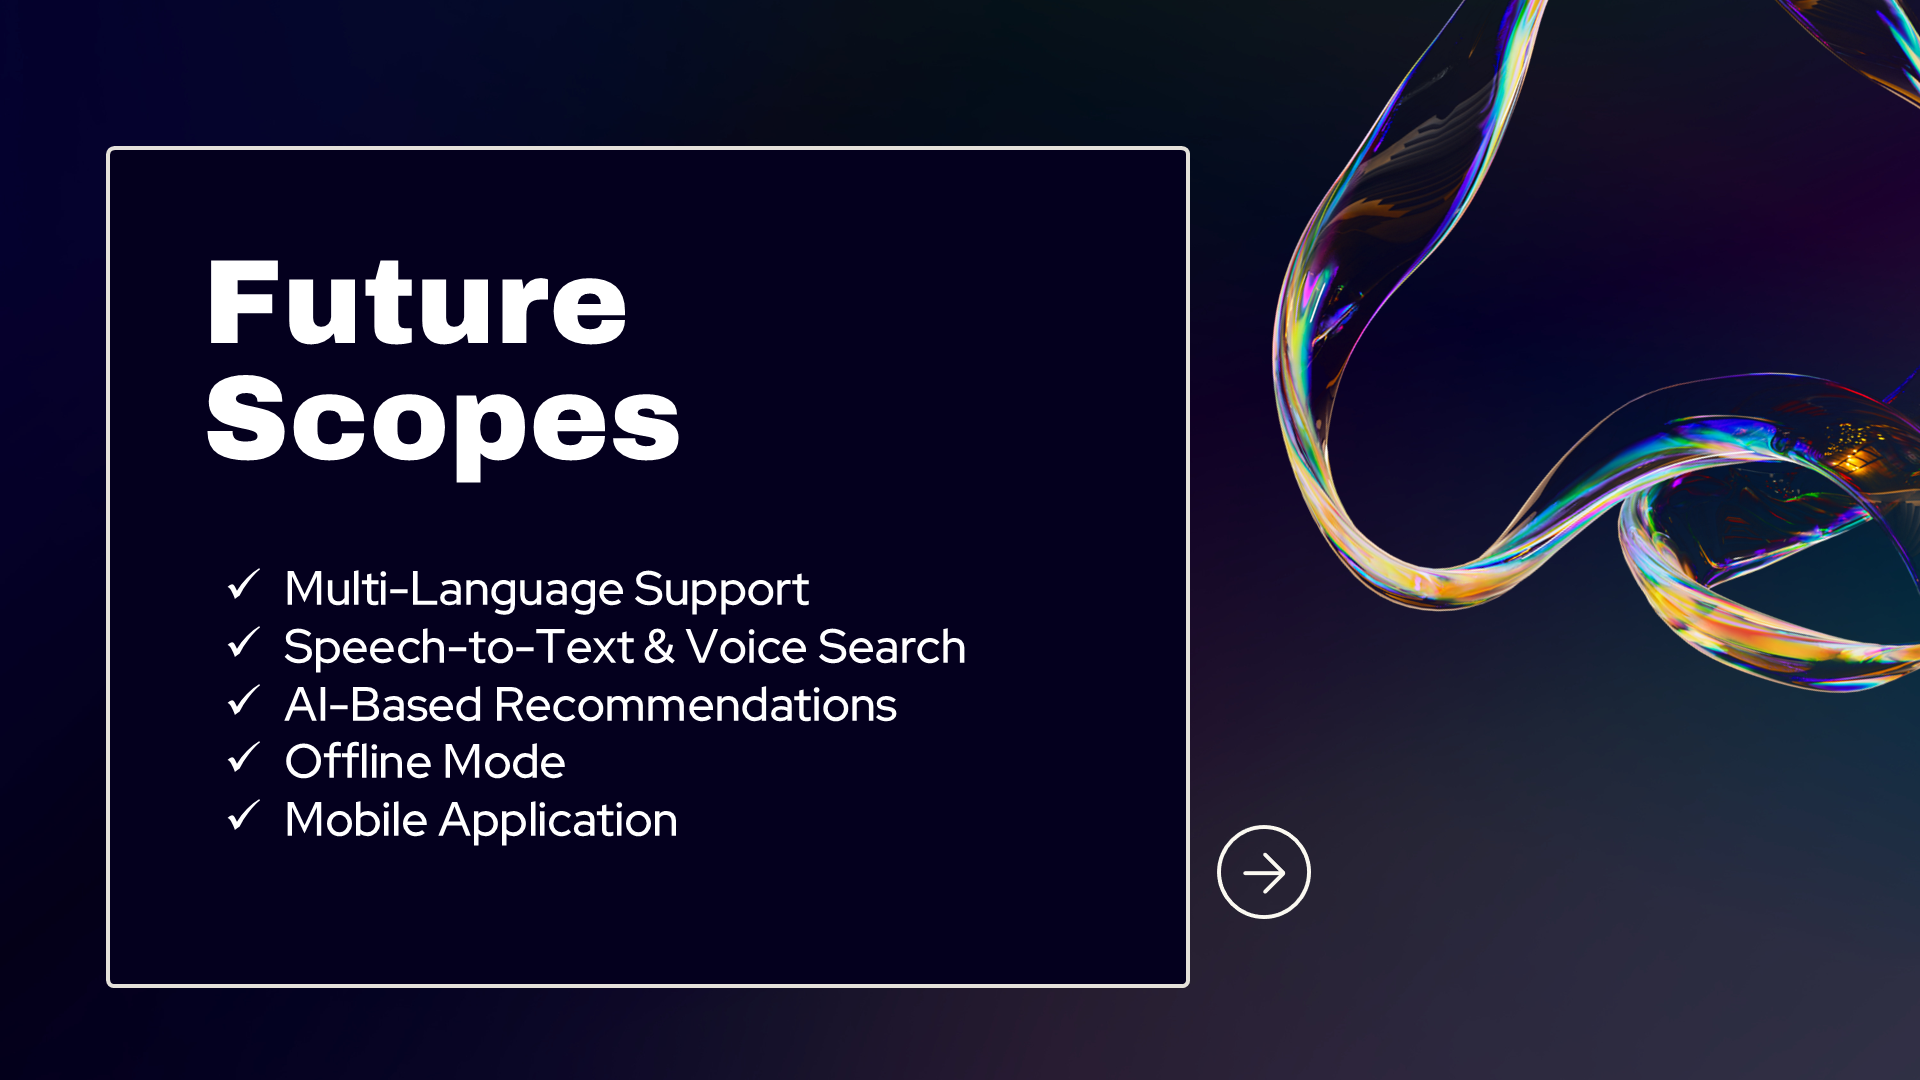 Future
Scopes
✓ Multi-Language Support
✓ Speech-to-Text & Voice Search
✓ AI-Based Recommendations
✓ Offline Mode
✓ Mobile Application